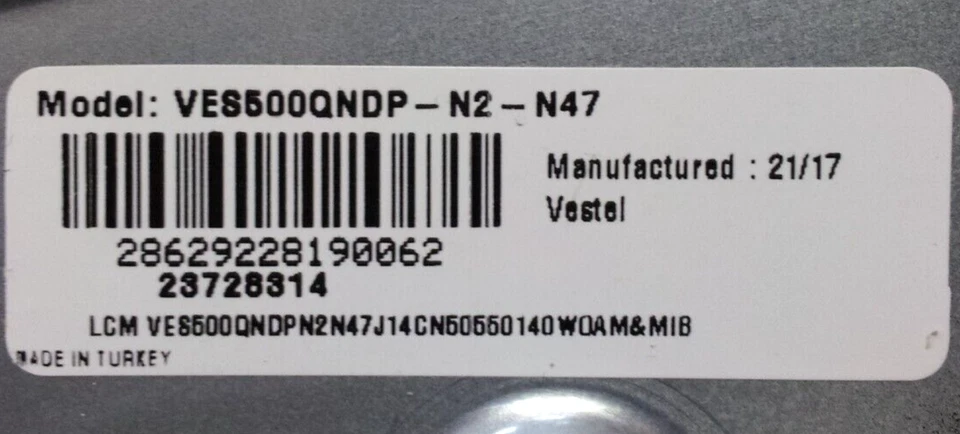 Model: VES500QNDP-N2-N47
Manufactured : 21/17
Vestel
28629228190062
23728314
LCM VES500QNDPN2N47J14CN50550140WOAM&MIB
MADE IN TURKEY